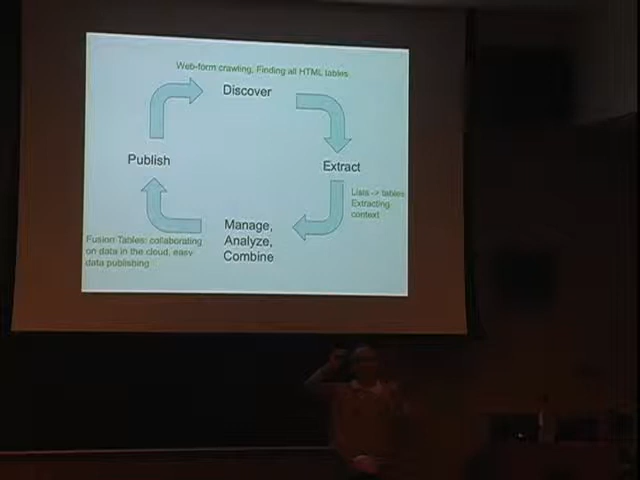 Web-form crawling, Finding all HTML tables
Discover
Publish
Extract
Lists -> tables
Extracting
context
Manage,
Analyze,
Combine
Fusion Tables: collaborating
on data in the cloud, easy
data publishing